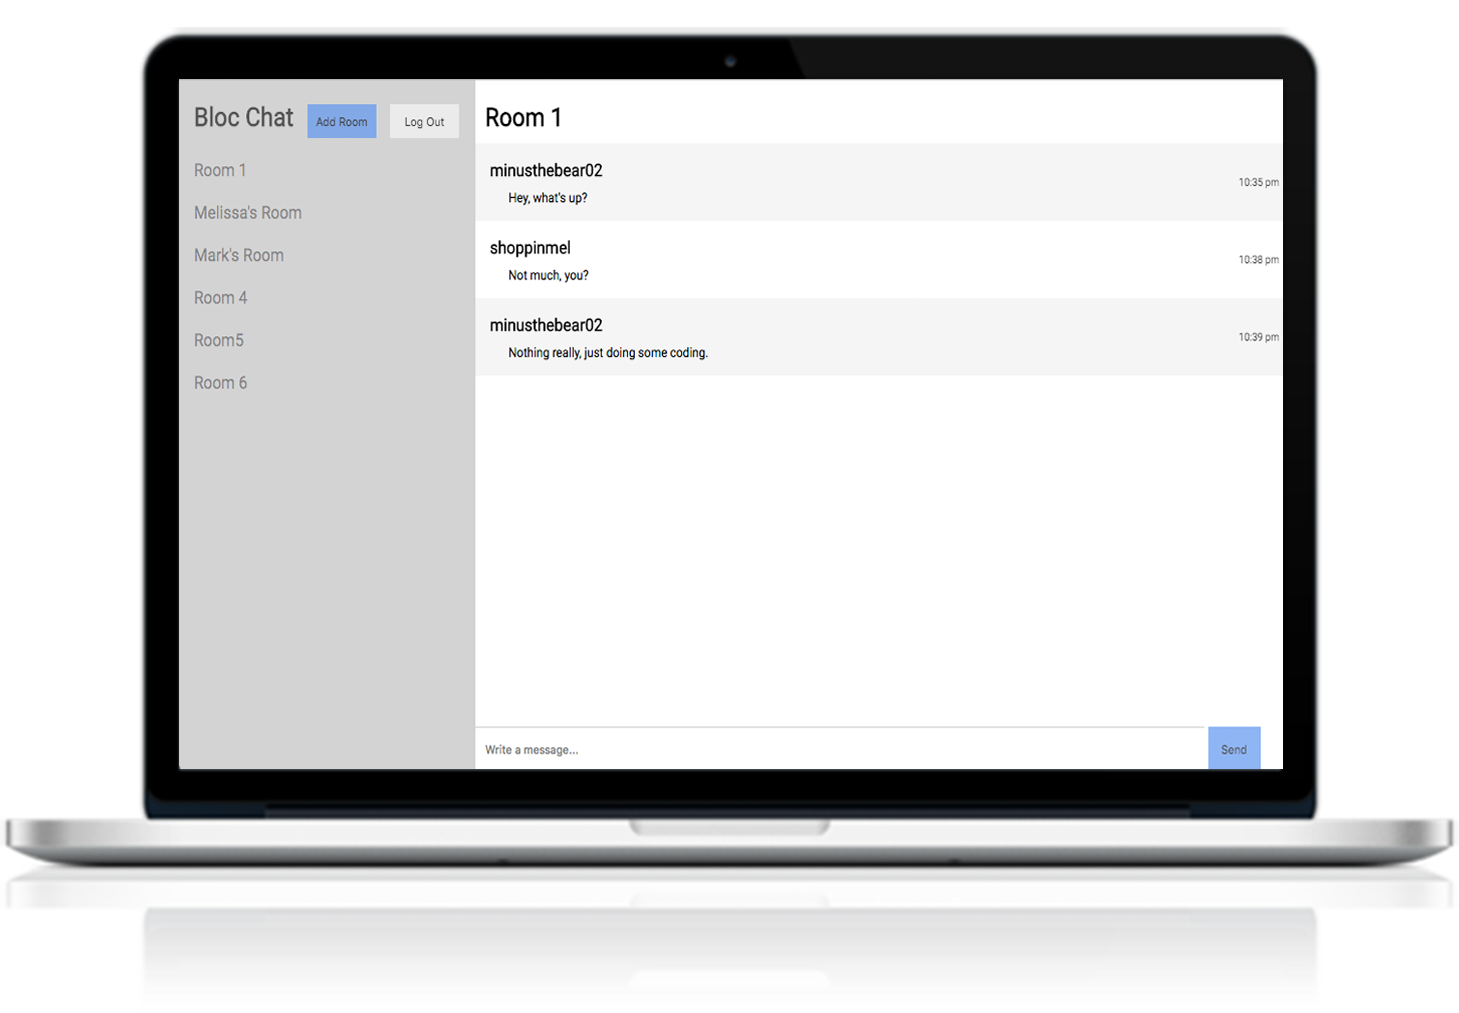 Bloc Chat
Add Room
Log Out
Room 1
Melissa's Room
Mark's Room
Room 4
Room5
Room 6
Room 1
minusthebear02
Hey, what's up?
10:35 pm
shoppinmel
Not much, you?
10:38 pm
minusthebear02
Nothing really, just doing some coding.
10:39 pm
Write a message...
Send